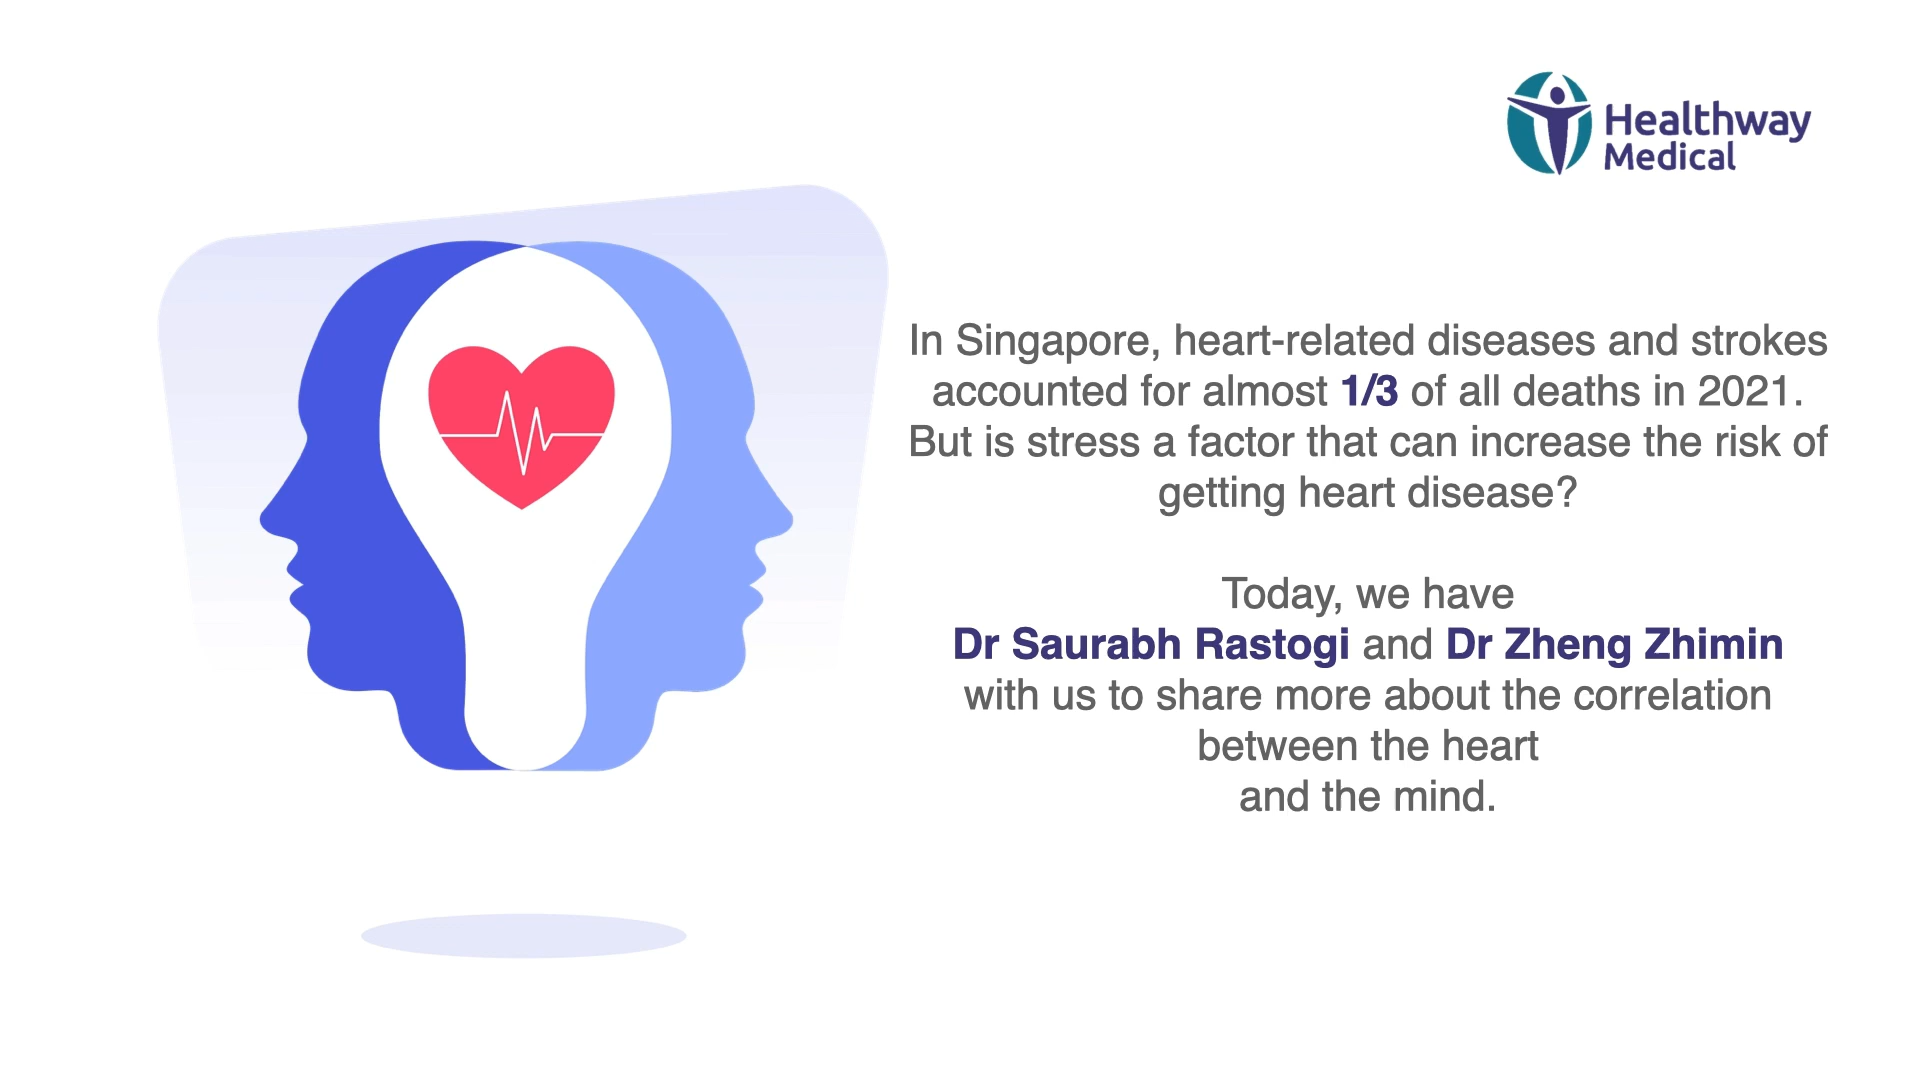 Healthway
Medical
In Singapore, heart-related diseases and strokes
accounted for almost 1/3 of all deaths in 2021.
But is stress a factor that can increase the risk of
getting heart disease?
Today, we have
Dr Saurabh Rastogi and Dr Zheng Zhimin
with us to share more about the correlation
between the heart
and the mind.